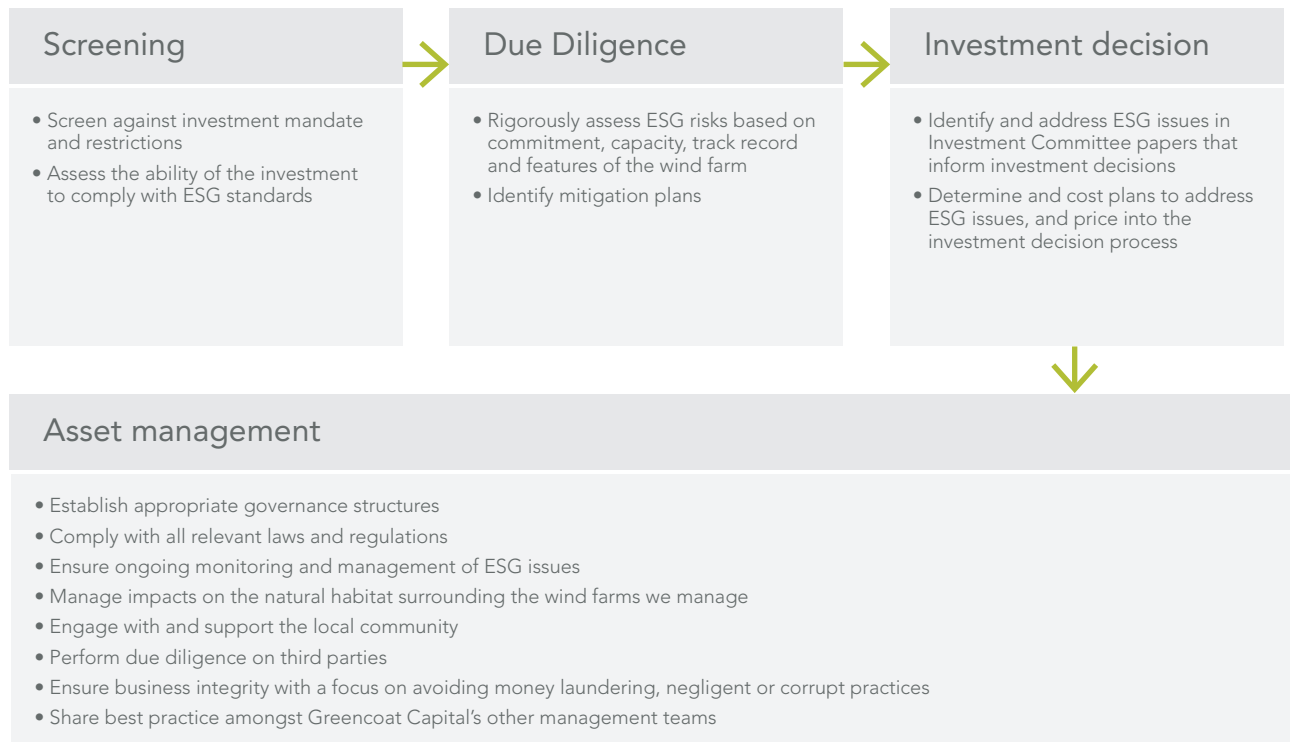 Screening
• Screen against investment mandate
and restrictions
• Assess the ability of the investment
to comply with ESG standards
Due Diligence
• Rigorously assess ESG risks based on
commitment, capacity, track record
and features of the wind farm
• Identify mitigation plans
Investment decision
• Identify and address ESG issues in
Investment Committee papers that
inform investment decisions
• Determine and cost plans to address
ESG issues, and price into the
investment decision process
Asset management
• Establish appropriate governance structures
• Comply with all relevant laws and regulations
• Ensure ongoing monitoring and management of ESG issues
• Manage impacts on the natural habitat surrounding the wind farms we manage
• Engage with and support the local community
• Perform due diligence on third parties
• Ensure business integrity with a focus on avoiding money laundering, negligent or corrupt practices
• Share best practice amongst Greencoat Capital’s other management teams